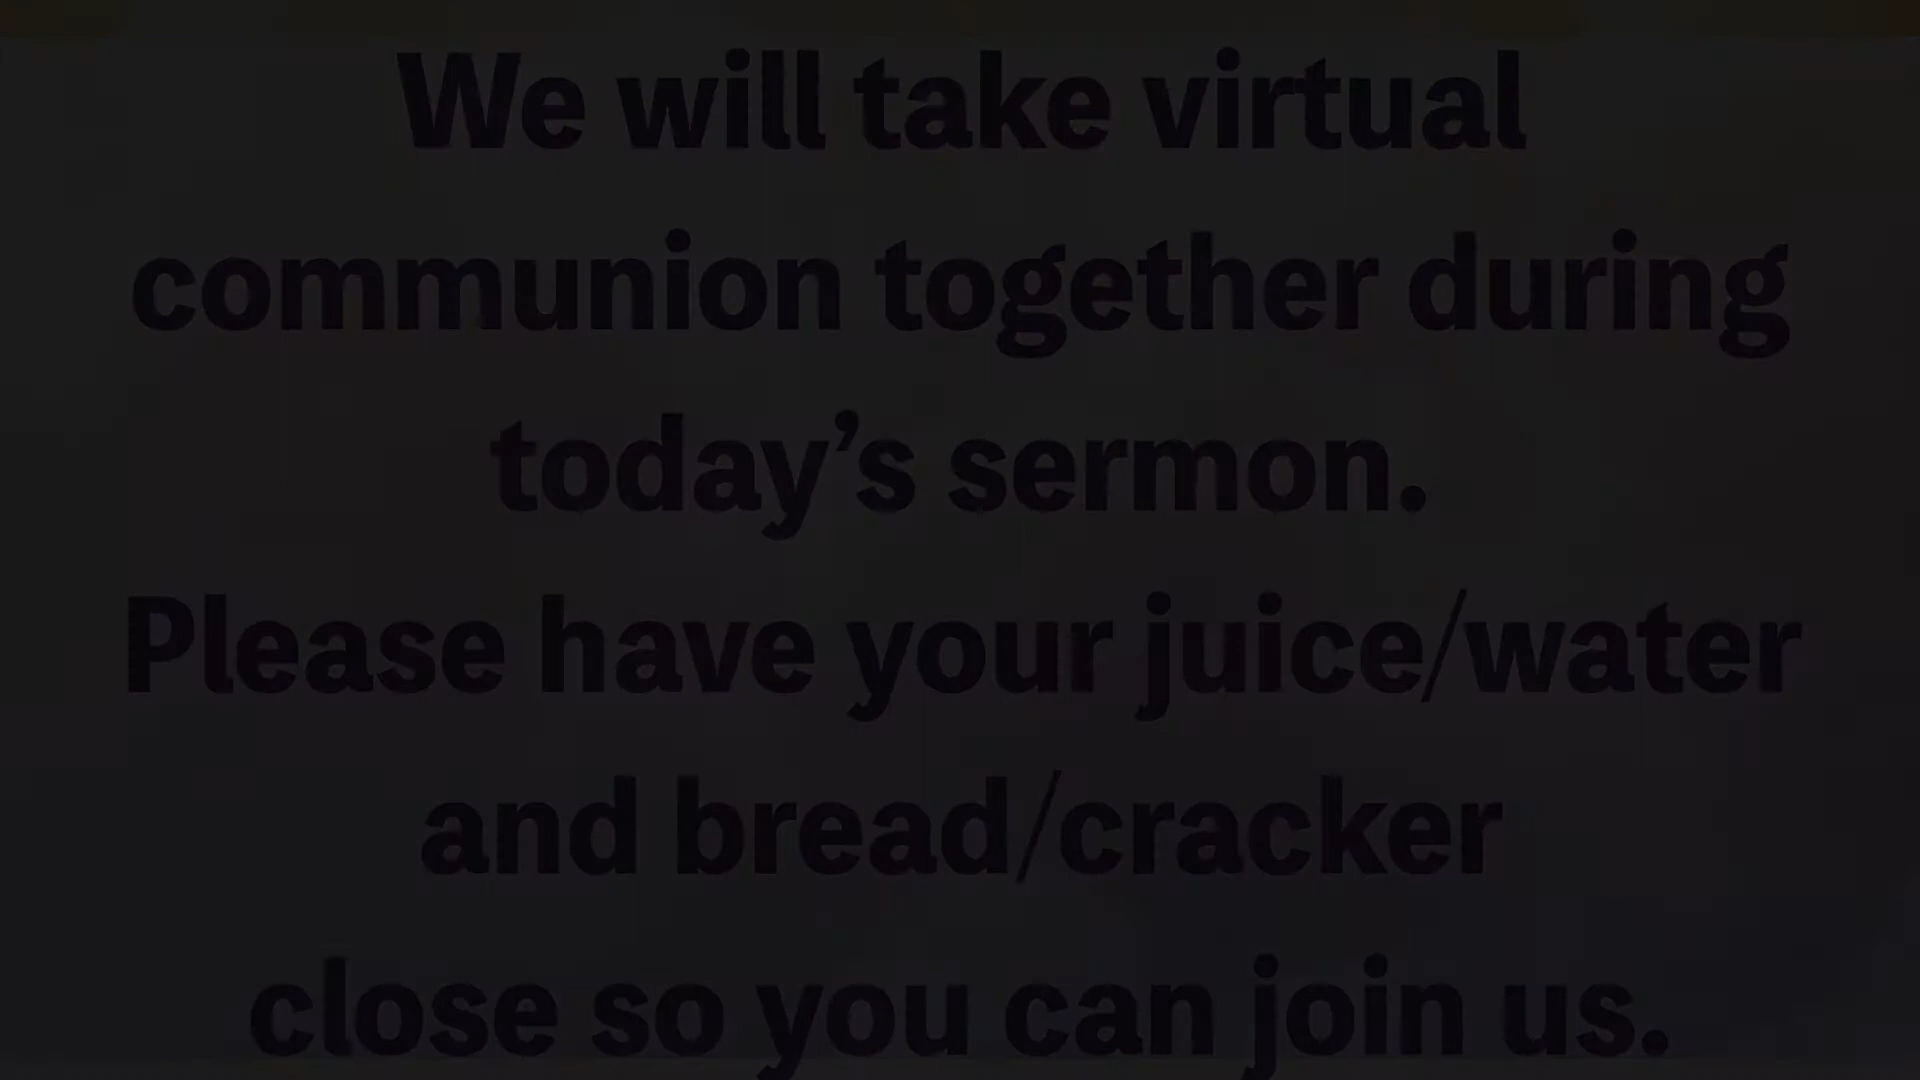 We will take virtual
communion together during
today’s sermon.
Please have your juice/water
and bread/cracker
close so you can join us.